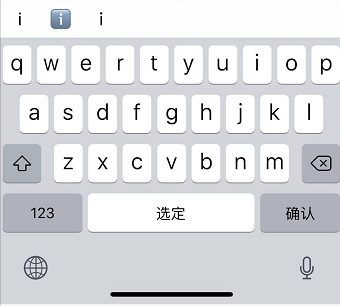 i ℹ️ i
q w e r t y u i o p
a s d f g h j k l
z x c v b n m
123 选定 确认